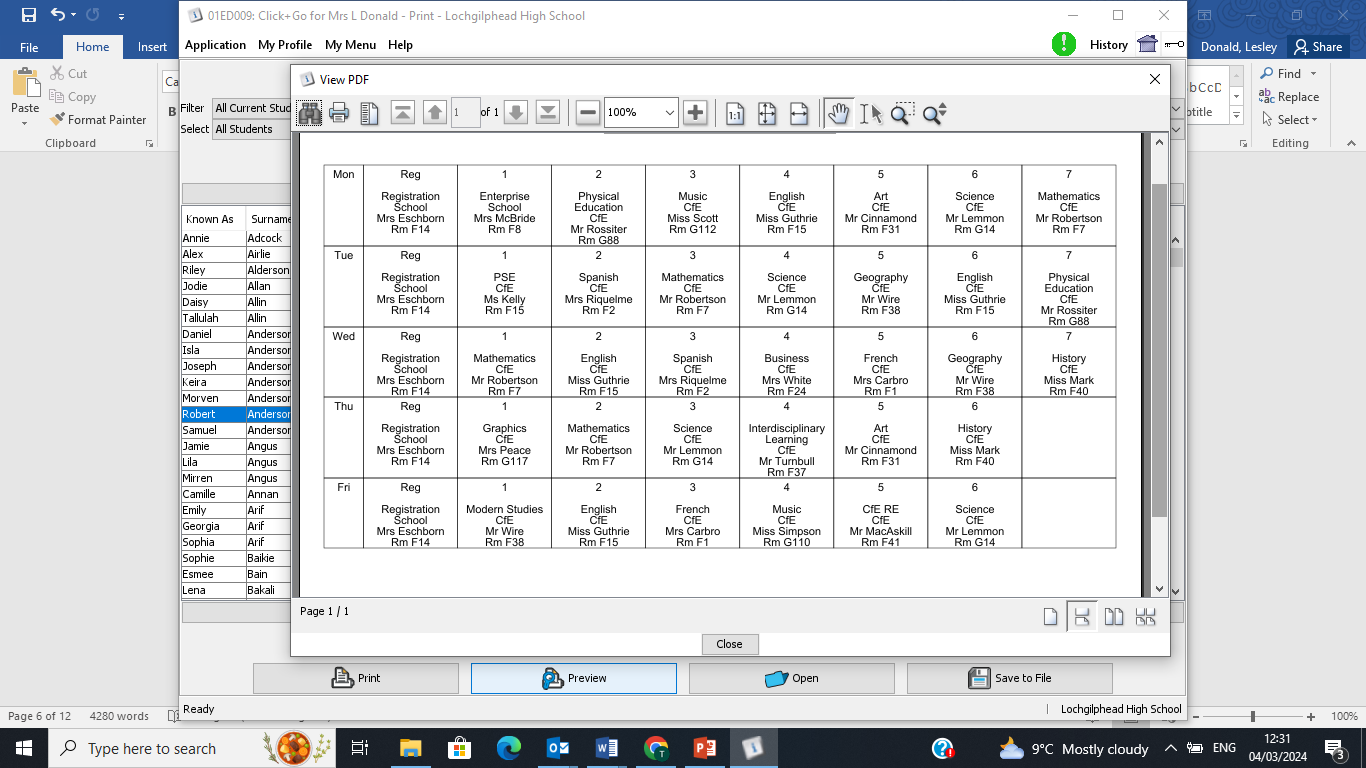 01ED009: Click+Go for Mrs L Donald - Print - Lochgilphead High School
File Home Insert
Donald, Lesley Share
Application My Profile My Menu Help
History
Cut
Copy
Paste
Format Painter
Clipboard
Find
Replace
Select
Editing
Filter All Current Stud
Select All Students
View PDF
1 of 1 100% 1:1
Known As Surname
Annie Adcock
Alex Airlie
Riley Alderson
Jodie Allan
Daisy Allin
Tallulah Allin
Daniel Anderson
Isla Anderson
Joseph Anderson
Keira Anderson
Morven Anderson
Robert Anderson
Samuel Anderson
Jamie Angus
Lila Angus
Mirren Angus
Camille Annan
Emily Arif
Georgia Arif
Sophia Arif
Sophie Baikie
Esmee Bain
Lena Bakali
Mon Reg 1 2 3 4 5 6 7
Registration Enterprise Physical Music English Art Science Mathematics
School School Education CfE CfE CfE CfE CfE
Mrs Eschborn Mrs McBride CfE Miss Scott Miss Guthrie Mr Cinnamond Mr Lemmon Mr Robertson
Rm F14 Rm F8 Mr Rossiter Rm G112 Rm F15 Rm F31 Rm G14 Rm F7
Rm G88
Tue Reg 1 2 3 4 5 6 7
Registration PSE Spanish Mathematics Science Geography English Physical
School CfE CfE CfE CfE CfE CfE Education
Mrs Eschborn Ms Kelly Mrs Riquelme Mr Robertson Mr Lemmon Mr Wire Miss Guthrie CfE
Rm F14 Rm F15 Rm F2 Rm F7 Rm G14 Rm F38 Rm F15 Mr Rossiter
Rm G88
Wed Reg 1 2 3 4 5 6 7
Registration Mathematics English Spanish Business French Geography History
School CfE CfE CfE CfE CfE CfE CfE
Mrs Eschborn Mr Robertson Miss Guthrie Mrs Riquelme Mrs White Mrs Carbro Mr Wire Miss Mark
Rm F14 Rm F7 Rm F15 Rm F2 Rm F24 Rm F1 Rm F38 Rm F40
Thu Reg 1 2 3 4 5 6
Registration Graphics Mathematics Science Interdisciplinary Art History
School CfE CfE CfE Learning CfE CfE
Mrs Eschborn Mrs Peace Mr Robertson Mr Lemmon CfE Mr Cinnamond Miss Mark
Rm F14 Rm G117 Rm F7 Rm G14 Mr Turnbull Rm F31 Rm F40
Rm F37
Fri Reg 1 2 3 4 5 6
Registration Modern Studies English French Music CfE RE Science
School CfE CfE CfE CfE CfE CfE
Mrs Eschborn Mr Wire Miss Guthrie Mrs Carbro Miss Simpson Mr MacAskill Mr Lemmon
Rm F14 Rm F38 Rm F15 Rm F1 Rm G110 Rm F41 Rm G14
Page 1 / 1
Close
Print Preview Open Save to File
Ready Lochgilphead High School
Page 6 of 12 4280 words 100%
Type here to search
9°C Mostly cloudy ENG 12:31
04/03/2024 3